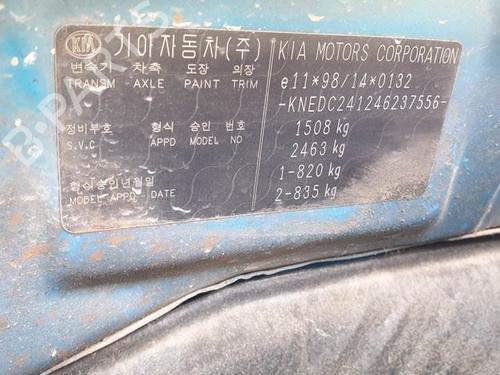 KIA 기아자동차(주) KIA MOTORS CORPORATION
변속기 차축 도장 의장
TRANSM AXLE PAINT TRIM
e11*98/14*0132
-KNEDC241246237556-
정비부호 형식 승인 번호
S.V.C APPD MODEL NO
1508 kg
2463 kg
1-820 kg
2-835 kg
형식승인년월일
MODEL APPD - DATE
B-PARTS